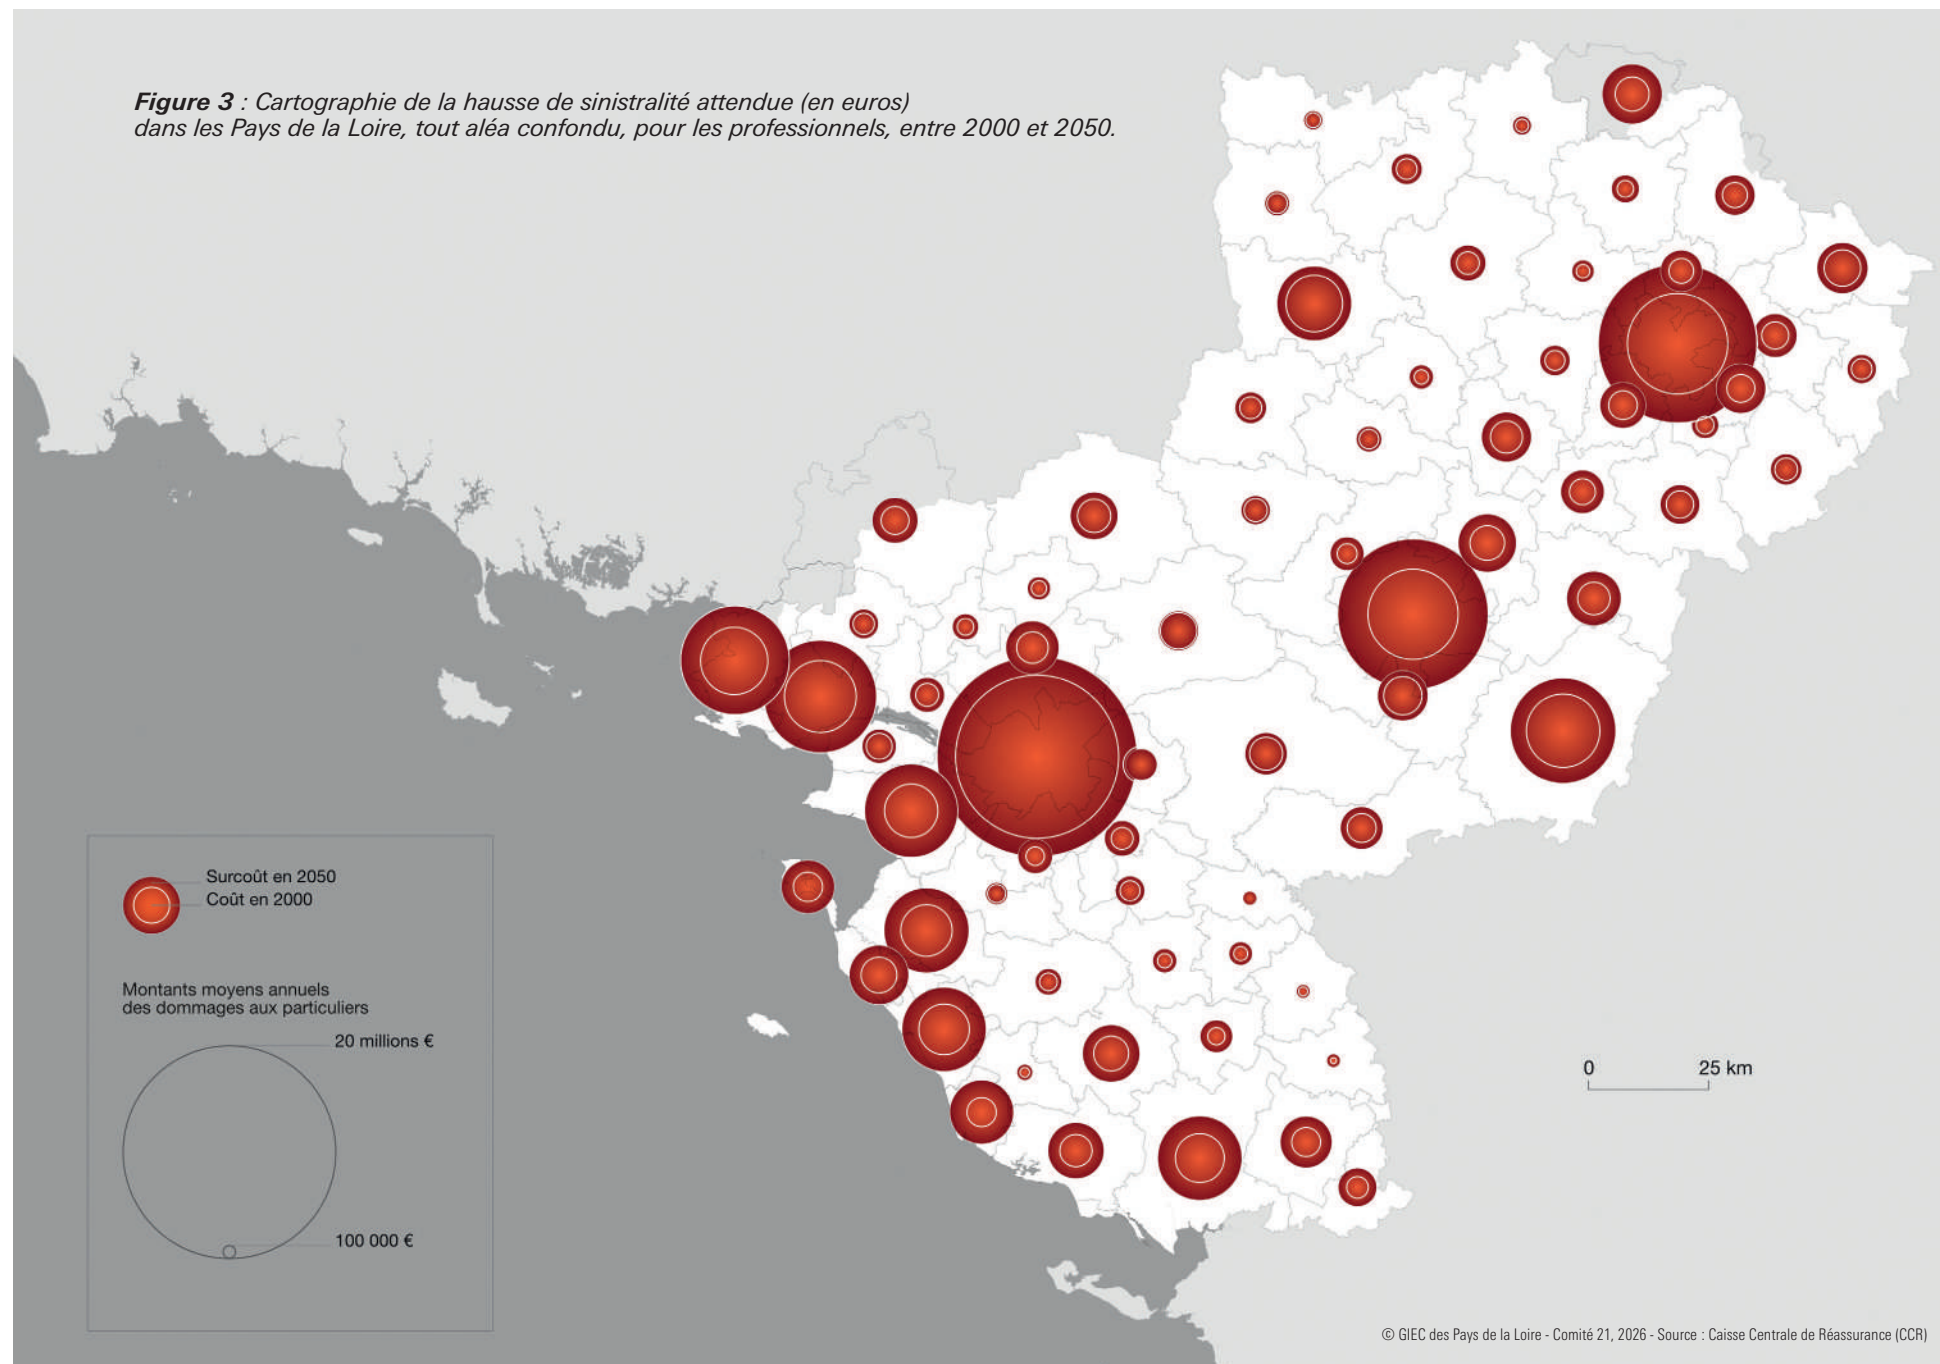 Figure 3 : Cartographie de la hausse de sinistralité attendue (en euros)
dans les Pays de la Loire, tout aléa confondu, pour les professionnels, entre 2000 et 2050.
Surcoût en 2050
Coût en 2000
Montants moyens annuels
des dommages aux particuliers
20 millions €
100 000 €
0 25 km
© GIEC des Pays de la Loire - Comité 21, 2026 - Source : Caisse Centrale de Réassurance (CCR)